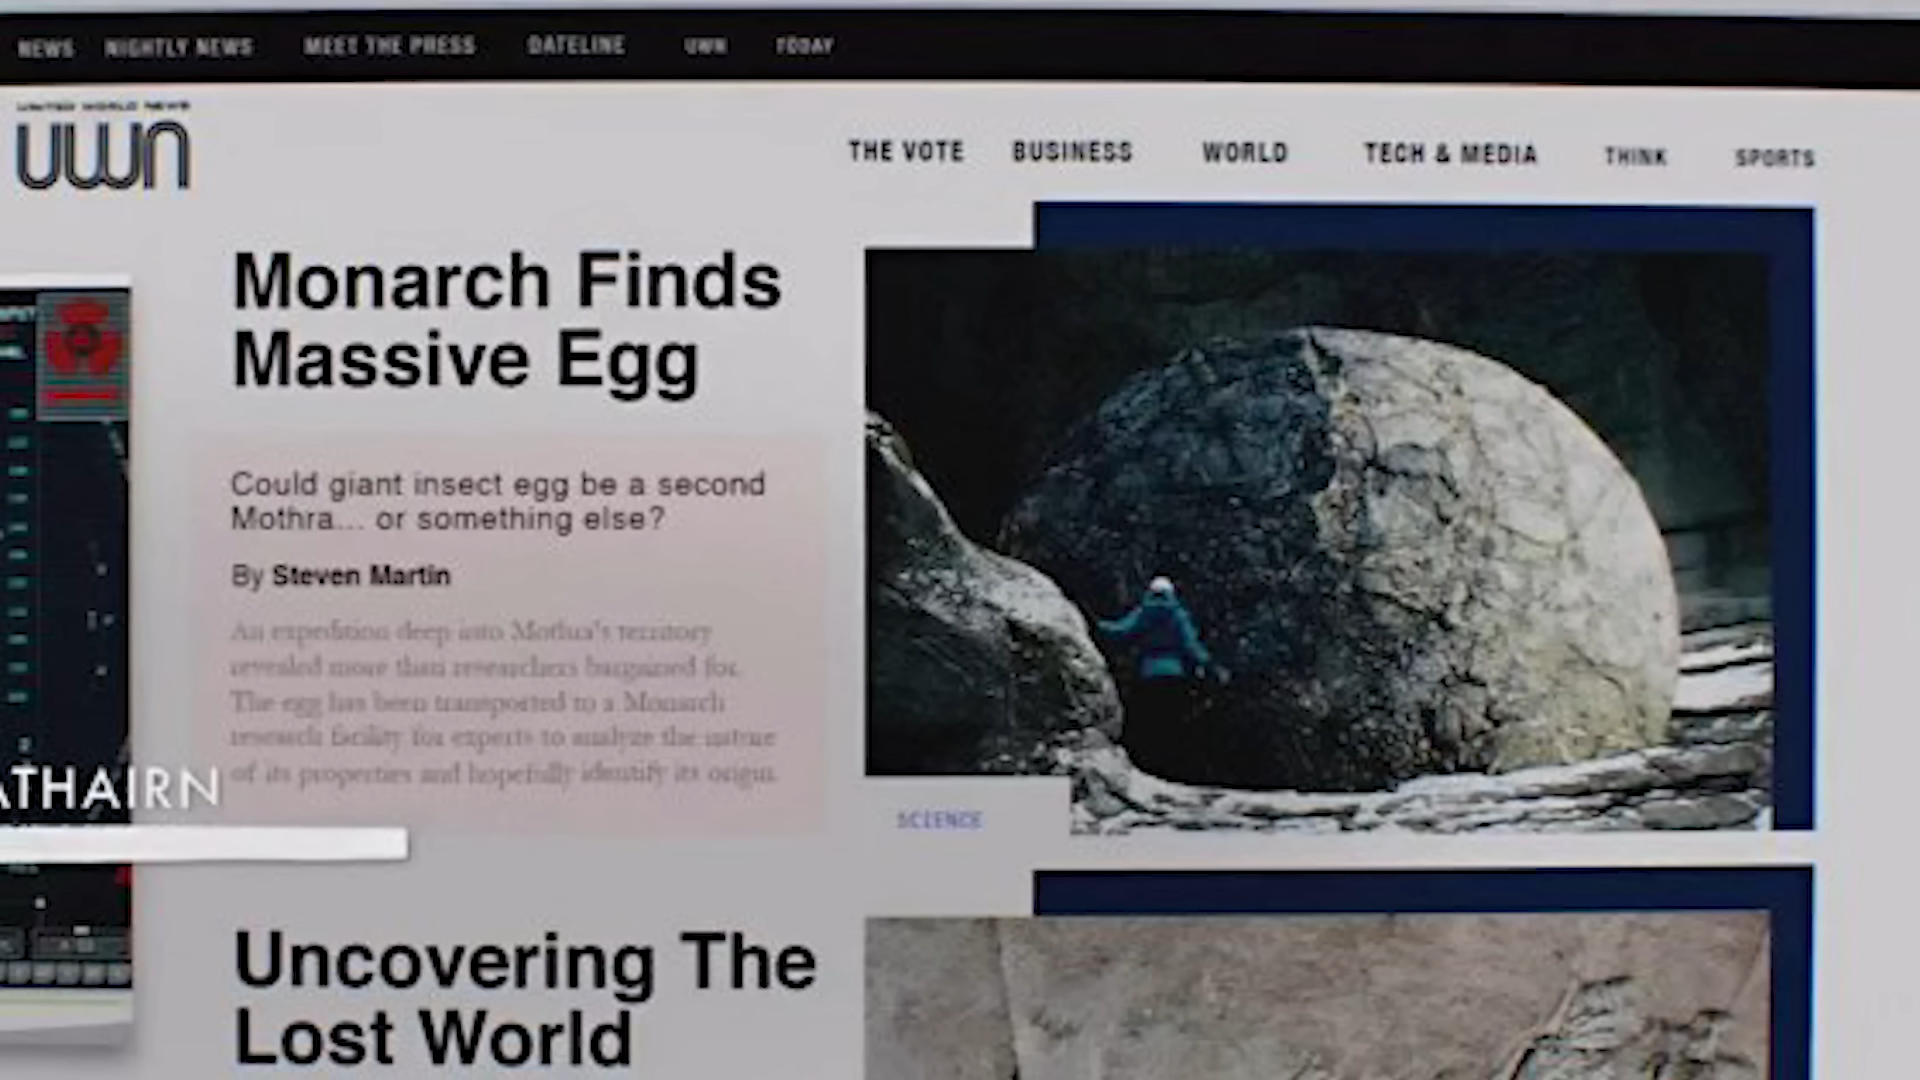 NEWS NIGHTLY NEWS MEET THE PRESS DATELINE UWN TODAY
UNITED WORLD NEWS
uwn
THE VOTE BUSINESS WORLD TECH & MEDIA THINK SPORTS
Monarch Finds
Massive Egg
Could giant insect egg be a second
Mothra... or something else?
By Steven Martin
An expedition deep into Mothra's territory
revealed more than researchers bargained for.
The egg has been transported to a Monarch
research facility for experts to analyze the nature
of its properties and hopefully identify its origin.
ATHAIRN
SCIENCE
Uncovering The
Lost World